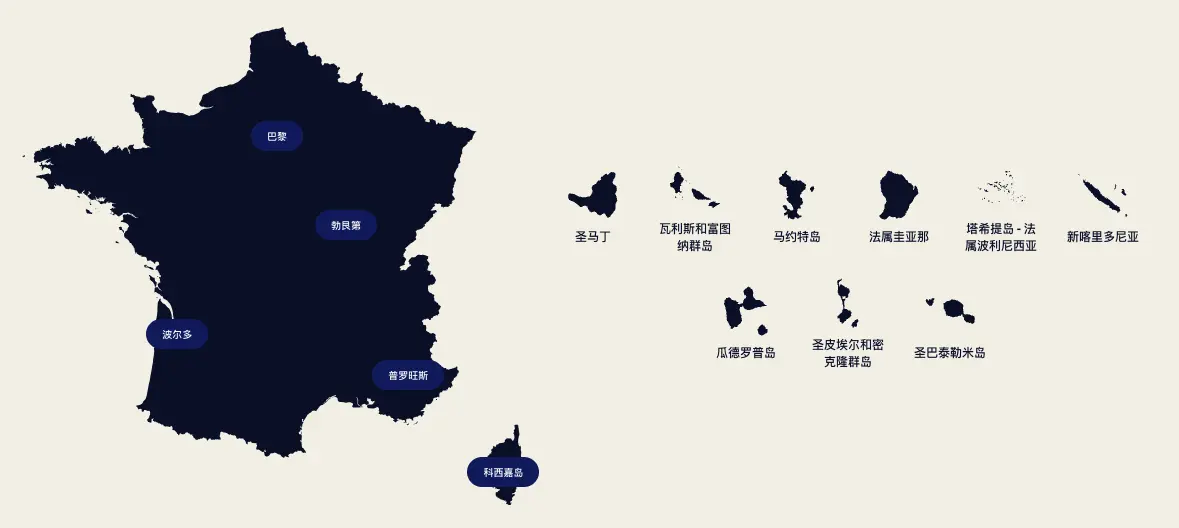 巴黎
勃艮第
波尔多
普罗旺斯
科西嘉岛
圣马丁
瓦利斯和富图
纳群岛
马约特岛
法属圭亚那
塔希提岛 - 法
属波利尼西亚
新喀里多尼亚
瓜德罗普岛
圣皮埃尔和密
克隆群岛
圣巴泰勒米岛